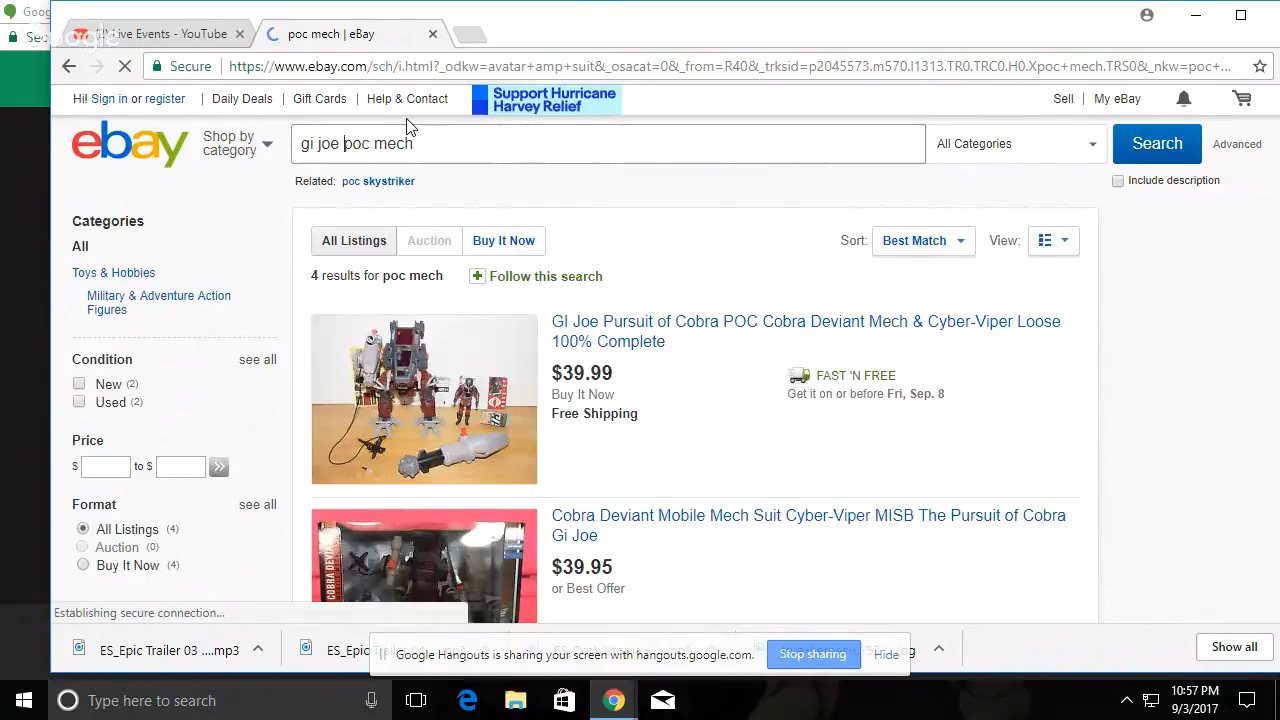 Goog
Live Events - YouTube
poc mech | eBay
Google
Sec
Secure
https://www.ebay.com/sch/i.html?_odkw=avatar+amp+suit&_osacat=0&_from=R40&_trksid=p2045573.m570.l1313.TR0.TRC0.H0.Xpoc+mech.TRS0&_nkw=poc+...
Hi! Sign in or register
Daily Deals
Gift Cards
Help & Contact
Support Hurricane
Harvey Relief
Sell
My eBay
ebay
Shop by
category
gi joe poc mech
All Categories
Search
Advanced
Related: poc skystriker
Include description
Categories
All
Toys & Hobbies
Military & Adventure Action
Figures
Condition
see all
New (2)
Used (2)
Price
$
to $
Format
see all
All Listings (4)
Auction (0)
Buy It Now (4)
All Listings
Auction
Buy It Now
Sort:
Best Match
View:
4 results for poc mech
Follow this search
GI Joe Pursuit of Cobra POC Cobra Deviant Mech & Cyber-Viper Loose
100% Complete
$39.99
Buy It Now
Free Shipping
FAST 'N FREE
Get it on or before Fri, Sep. 8
Cobra Deviant Mobile Mech Suit Cyber-Viper MISB The Pursuit of Cobra
Gi Joe
$39.95
or Best Offer
COBRA DEVIANT
Establishing secure connection...
ES_Epic Trailer 03 ....mp3
Google Hangouts is sharing your screen with hangouts.google.com.
Stop sharing
Hide
Show all
Type here to search
10:57 PM
9/3/2017